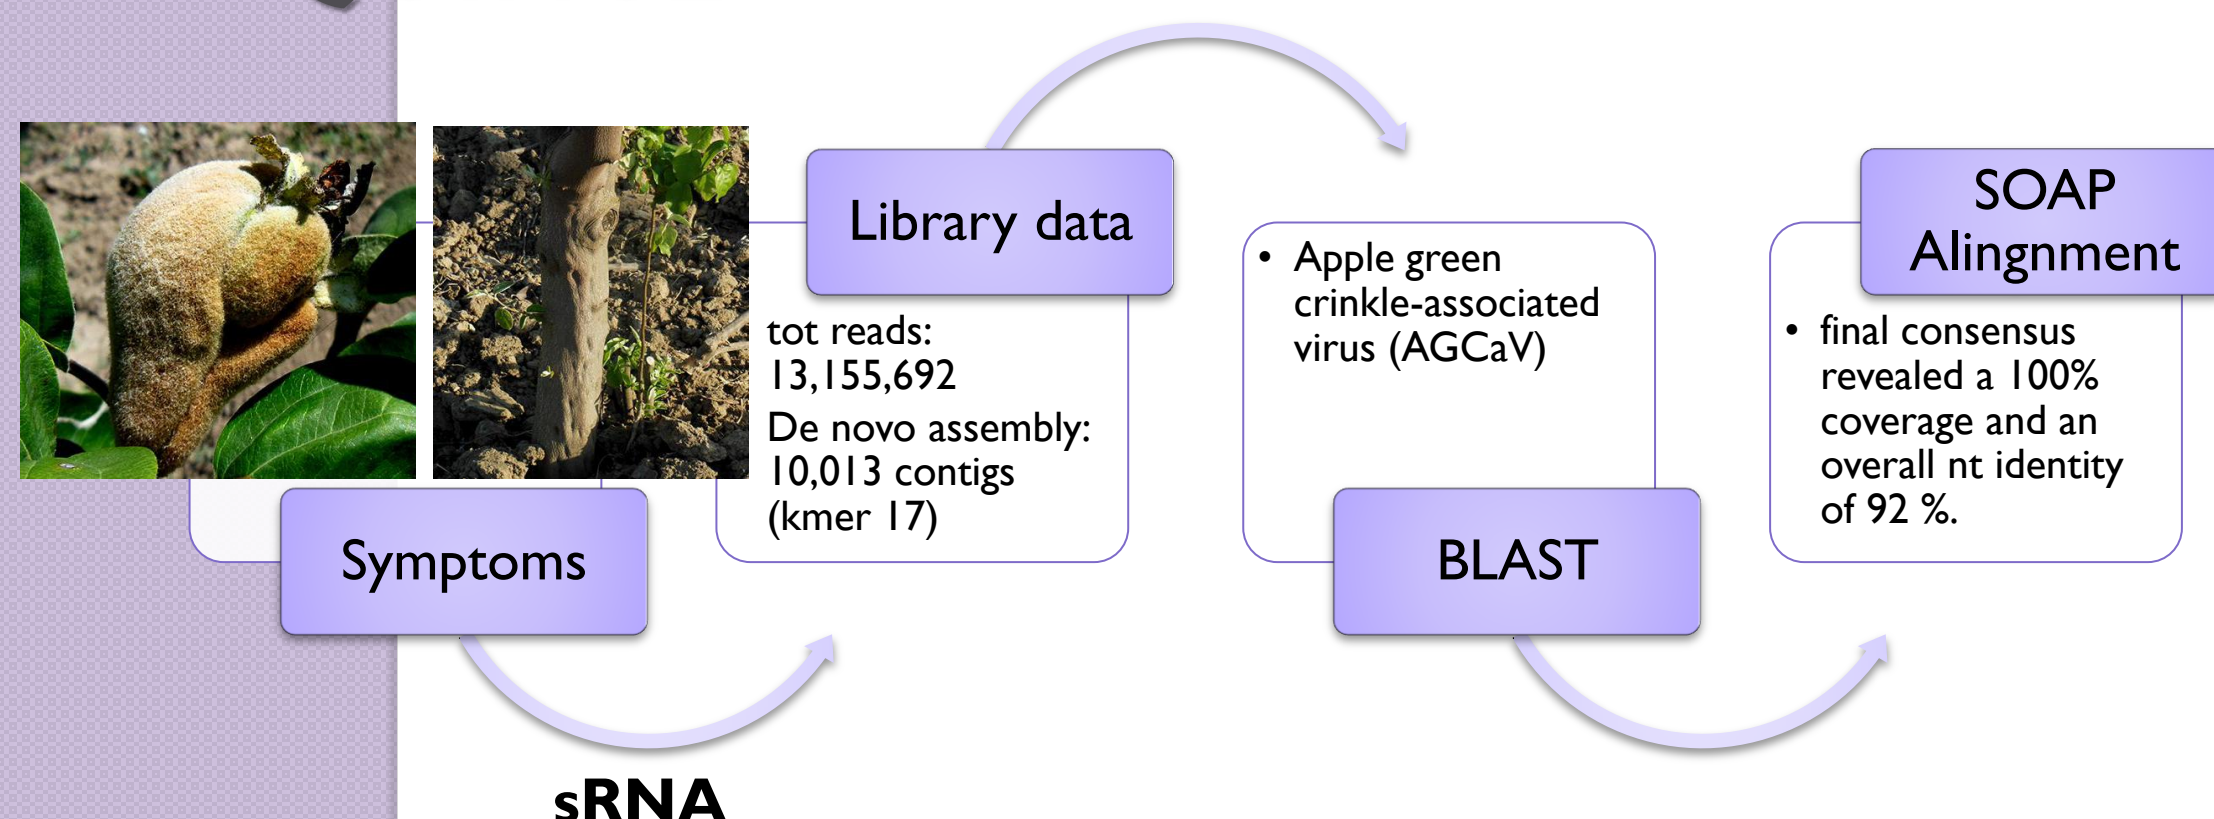 Symptoms
sRNA
Library data
tot reads:
13,155,692
De novo assembly:
10,013 contigs
(kmer 17)
• Apple green
crinkle-associated
virus (AGCaV)
BLAST
SOAP
Alingnment
• final consensus
revealed a 100%
coverage and an
overall nt identity
of 92 %.